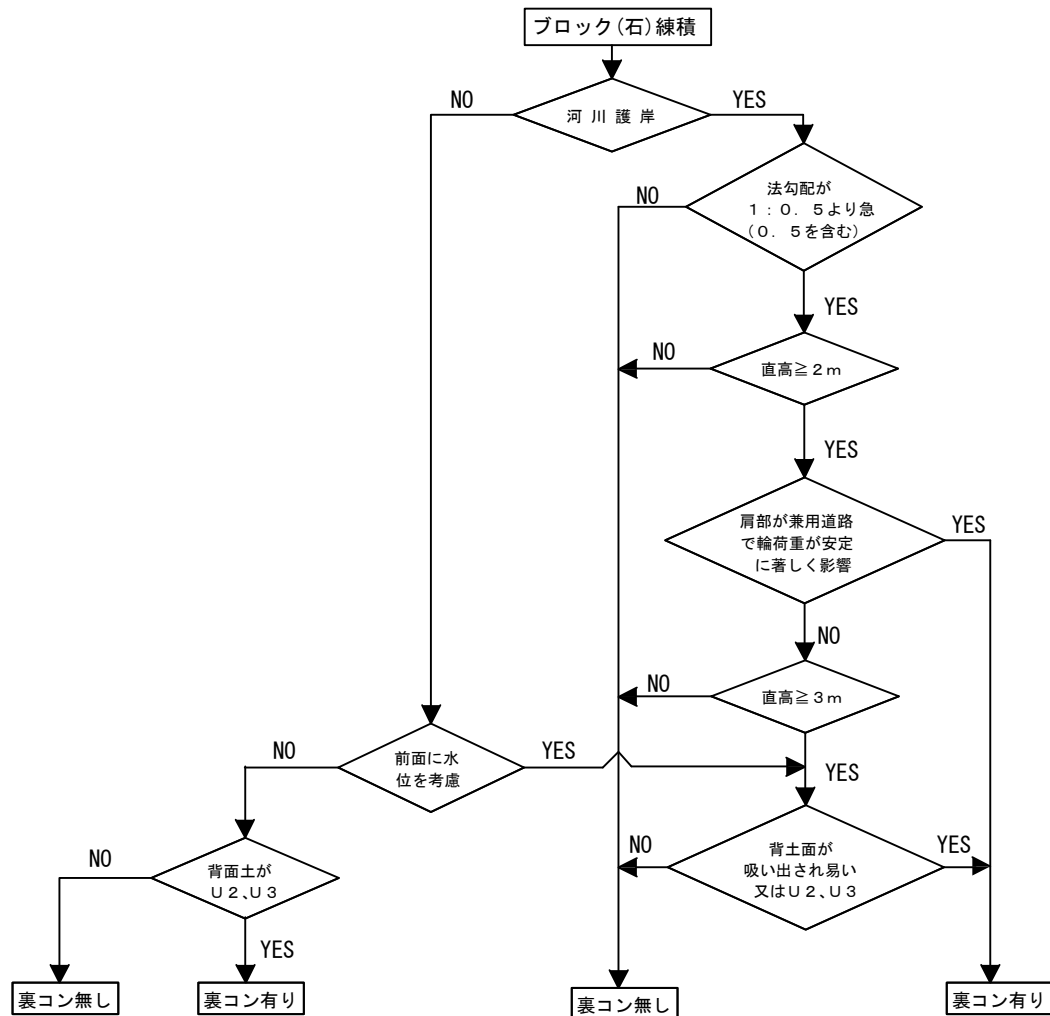 ブロック(石)練積
NO
YES
河川護岸
法勾配が
１：０．５より急
(０．５を含む)
NO
YES
NO
直高≧２ｍ
YES
肩部が兼用道路
で輪荷重が安定
に著しく影響
YES
NO
NO
直高≧３ｍ
NO
前面に水
位を考慮
YES
YES
NO
背面土が
Ｕ２、Ｕ３
NO
背土面が
吸い出され易い
又はＵ２、Ｕ３
YES
YES
裏コン無し
裏コン有り
裏コン無し
裏コン有り